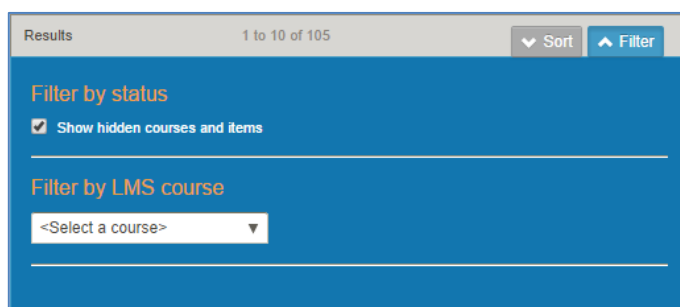 Results 1 to 10 of 105 Sort Filter
Filter by status
Show hidden courses and items
Filter by LMS course
<Select a course>